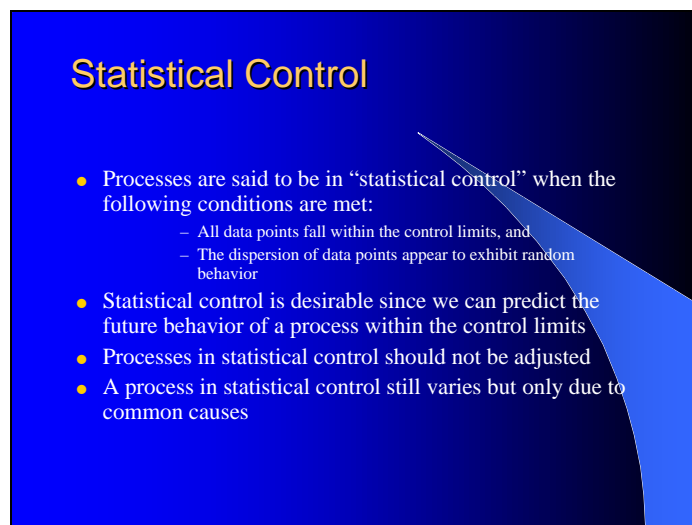 Statistical Control
● Processes are said to be in “statistical control” when the
following conditions are met:
– All data points fall within the control limits, and
– The dispersion of data points appear to exhibit random
behavior
● Statistical control is desirable since we can predict the
future behavior of a process within the control limits
● Processes in statistical control should not be adjusted
● A process in statistical control still varies but only due to
common causes